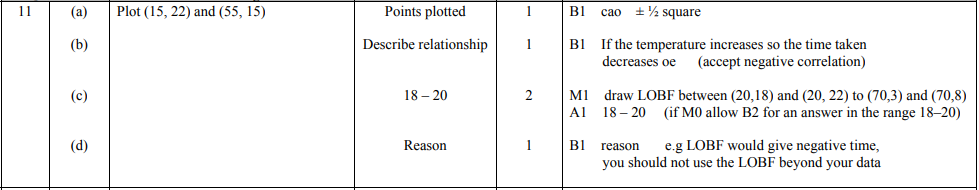 11 (a) Plot (15, 22) and (55, 15) Points plotted 1 B1 cao ± ½ square
(b) Describe relationship 1 B1 If the temperature increases so the time taken
decreases oe (accept negative correlation)
(c) 18 – 20 2 M1 draw LOBF between (20,18) and (20, 22) to (70,3) and (70,8)
A1 18 – 20 (if M0 allow B2 for an answer in the range 18–20)
(d) Reason 1 B1 reason e.g LOBF would give negative time,
you should not use the LOBF beyond your data